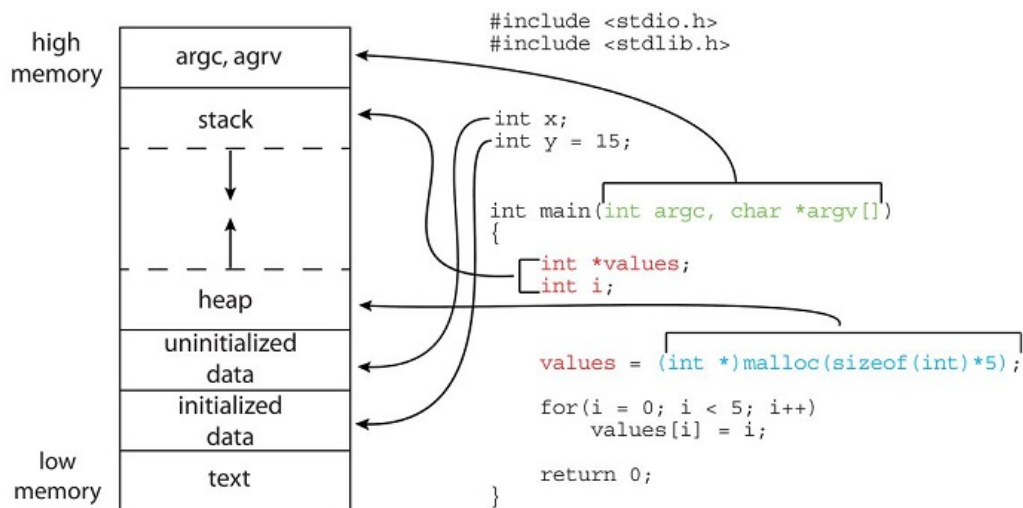 high
memory
argc, agrv
stack
heap
uninitialized
data
initialized
data
text
low
memory
#include <stdio.h>
#include <stdlib.h>
int x;
int y = 15;
int main(int argc, char *argv[])
{
int *values;
int i;
values = (int *)malloc(sizeof(int)*5);
for(i = 0; i < 5; i++)
values[i] = i;
return 0;
}